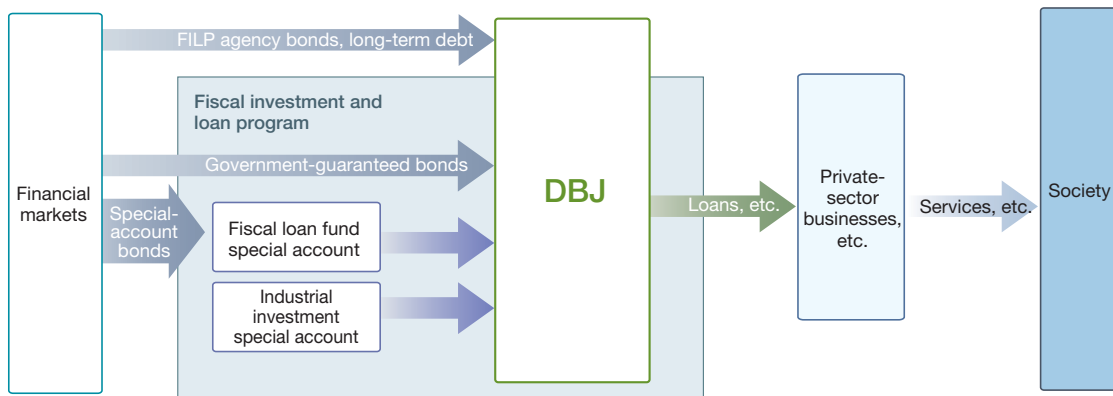 FILP agency bonds, long-term debt
Fiscal investment and
loan program
Government-guaranteed bonds
Financial
markets
Special-
account
bonds
Fiscal loan fund
special account
Industrial
investment
special account
DBJ
Loans, etc.
Private-
sector
businesses,
etc.
Services, etc.
Society